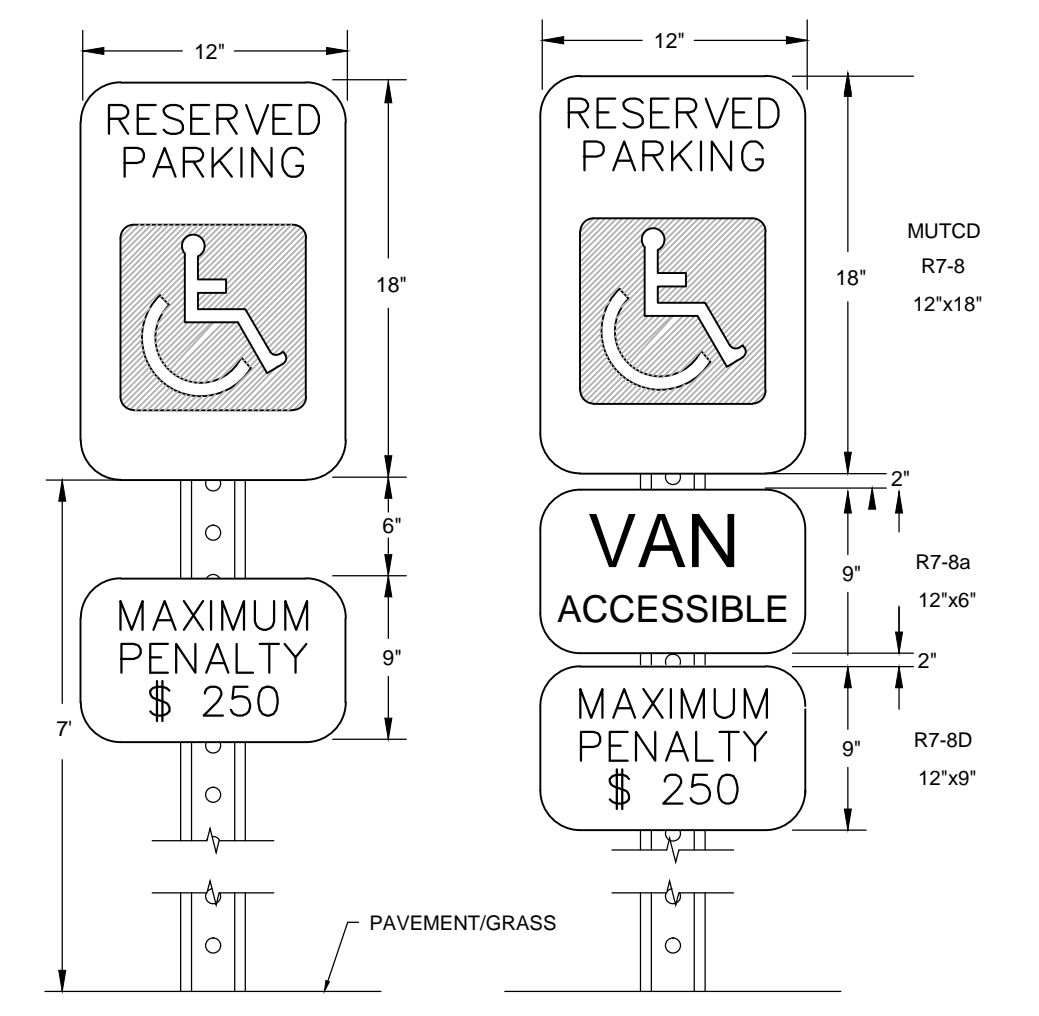 12"
RESERVED
PARKING
18"
6"
MAXIMUM
PENALTY
$ 250
9"
7'
PAVEMENT/GRASS
12"
RESERVED
PARKING
18"
MUTCD
R7-8
12"x18"
2"
VAN
ACCESSIBLE
9"
R7-8a
12"x6"
2"
MAXIMUM
PENALTY
$ 250
9"
R7-8D
12"x9"